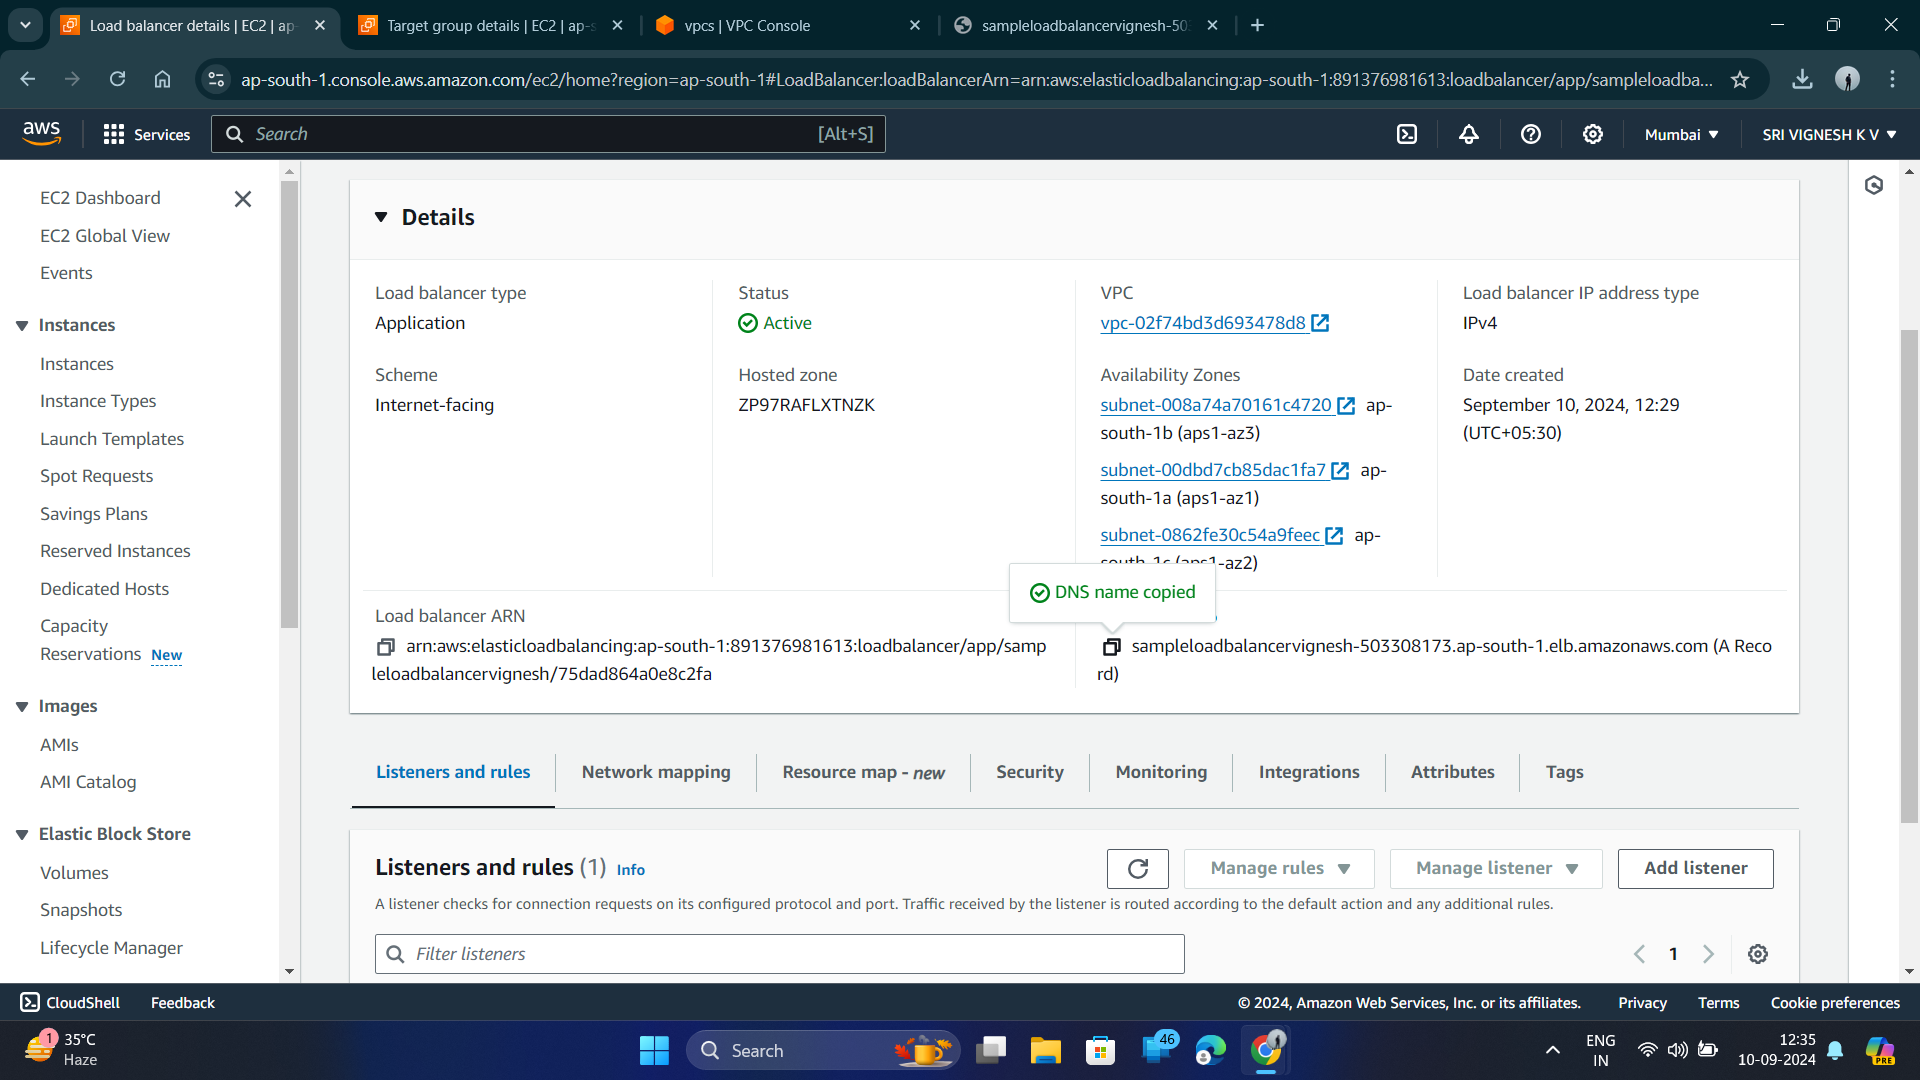 Load balancer details | EC2 | ap-
Target group details | EC2 | ap-s
vpcs | VPC Console
sampleloadbalancervignesh-503
ap-south-1.console.aws.amazon.com/ec2/home?region=ap-south-1#LoadBalancer:loadBalancerArn=arn:aws:elasticloadbalancing:ap-south-1:891376981613:loadbalancer/app/sampleloadba...
aws
Services
Search
[Alt+S]
Mumbai
SRI VIGNESH K V
EC2 Dashboard
EC2 Global View
Events
Instances
Instances
Instance Types
Launch Templates
Spot Requests
Savings Plans
Reserved Instances
Dedicated Hosts
Capacity
Reservations New
Images
AMIs
AMI Catalog
Elastic Block Store
Volumes
Snapshots
Lifecycle Manager
Details
Load balancer type
Application
Status
Active
VPC
vpc-02f74bd3d693478d8
Load balancer IP address type
IPv4
Scheme
Internet-facing
Hosted zone
ZP97RAFLXTNZK
Availability Zones
subnet-008a74a70161c4720 ap-
south-1b (aps1-az3)
subnet-00dbd7cb85dac1fa7 ap-
south-1a (aps1-az1)
subnet-0862fe30c54a9feec ap-
south-1c (aps1-az2)
Date created
September 10, 2024, 12:29
(UTC+05:30)
DNS name copied
Load balancer ARN
arn:aws:elasticloadbalancing:ap-south-1:891376981613:loadbalancer/app/samp
leloadbalancervignesh/75dad864a0e8c2fa
sampleloadbalancervignesh-503308173.ap-south-1.elb.amazonaws.com (A Reco
rd)
Listeners and rules
Network mapping
Resource map - new
Security
Monitoring
Integrations
Attributes
Tags
Listeners and rules (1) Info
Manage rules
Manage listener
Add listener
A listener checks for connection requests on its configured protocol and port. Traffic received by the listener is routed according to the default action and any additional rules.
Filter listeners
1
CloudShell
Feedback
© 2024, Amazon Web Services, Inc. or its affiliates.
Privacy
Terms
Cookie preferences
1
35°C
Haze
Search
46
ENG
IN
12:35
10-09-2024
PRE